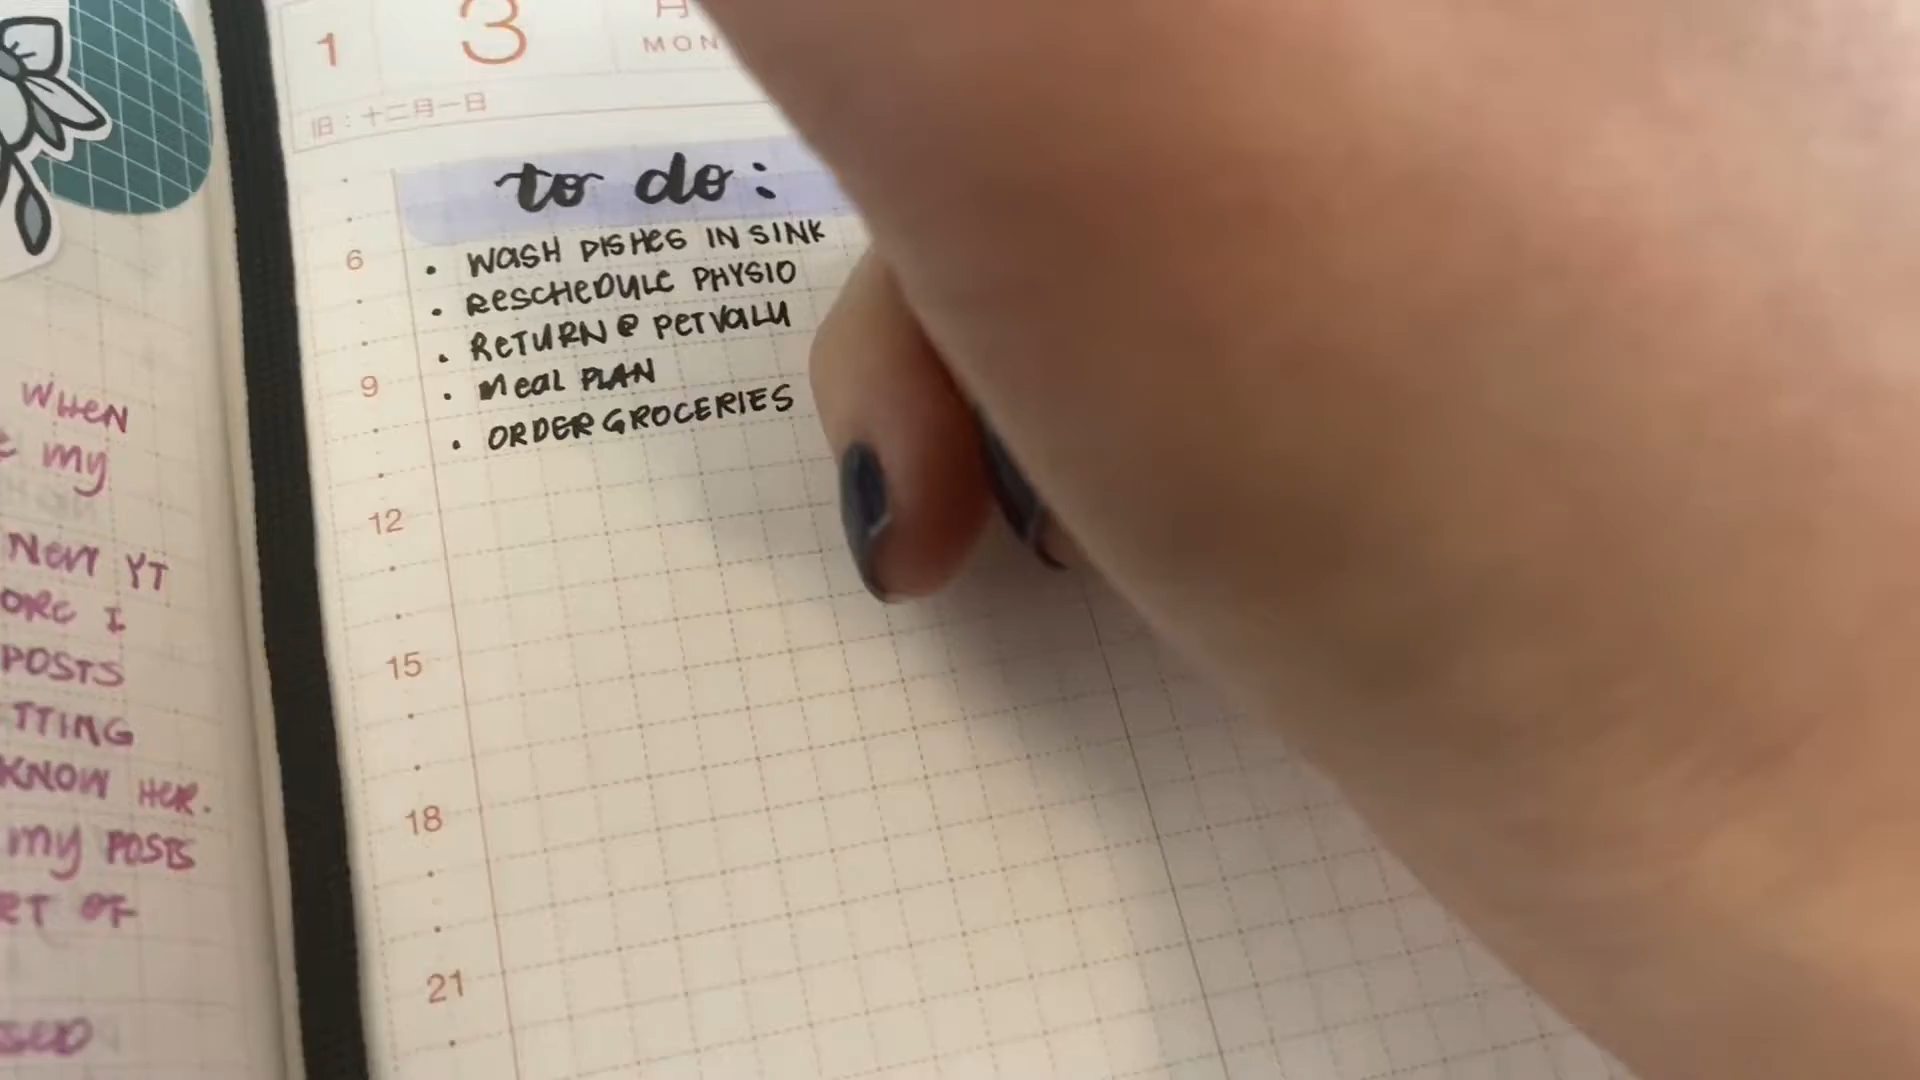 WHEN
my
NEW YT
I
POSTS
TTING
KNOW HER.
my POSTS
OF
1 3 月
MON
旧：十二月一日
to do:
6
• WASH DISHES IN SINK
• RESCHEDULE PHYSIO
• RETURN @ PETVALU
9
• MEAL PLAN
• ORDER GROCERIES
12
15
18
21